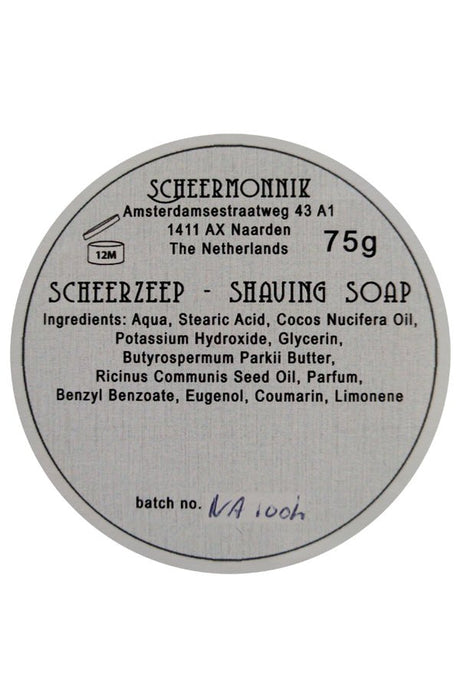 SCHEERMONNIK
Amsterdamsestraatweg 43 A1
1411 AX Naarden
The Netherlands
75g
12M
SCHEERZEEP - SHAVING SOAP
Ingredients: Aqua, Stearic Acid, Cocos Nucifera Oil,
Potassium Hydroxide, Glycerin,
Butyrospermum Parkii Butter,
Ricinus Communis Seed Oil, Parfum,
Benzyl Benzoate, Eugenol, Coumarin, Limonene
batch no.